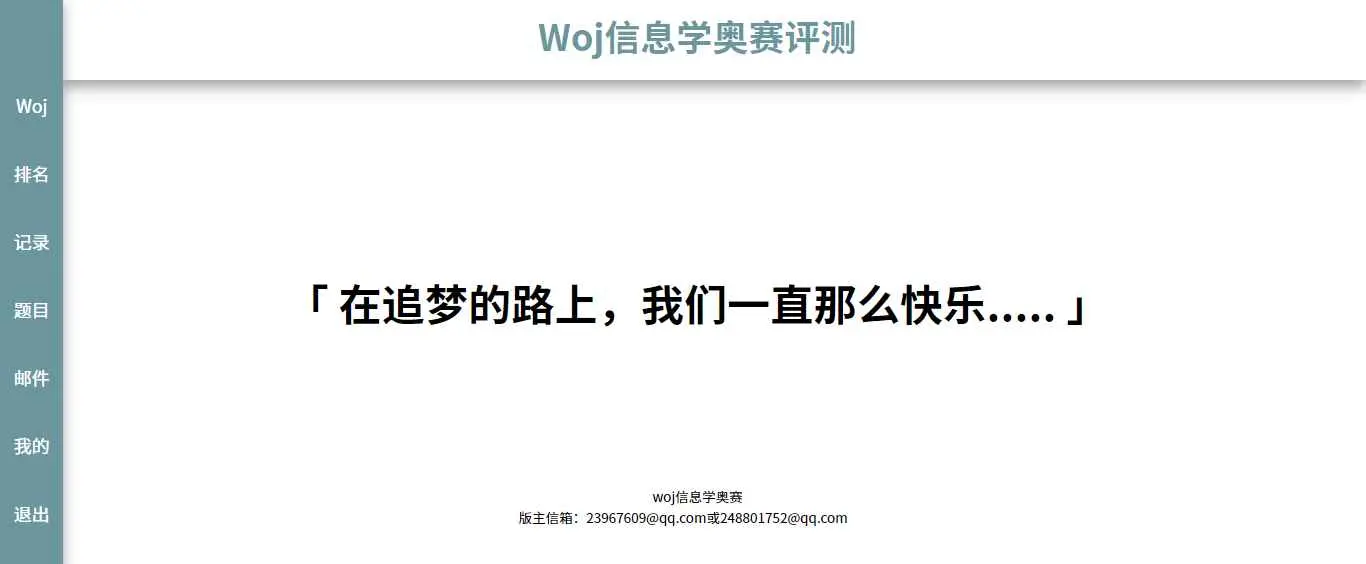 Woj信息学奥赛评测
Woj
排名
记录
题目
邮件
我的
退出
「 在追梦的路上，我们一直那么快乐..... 」
woj信息学奥赛
版主信箱：23967609@qq.com或248801752@qq.com